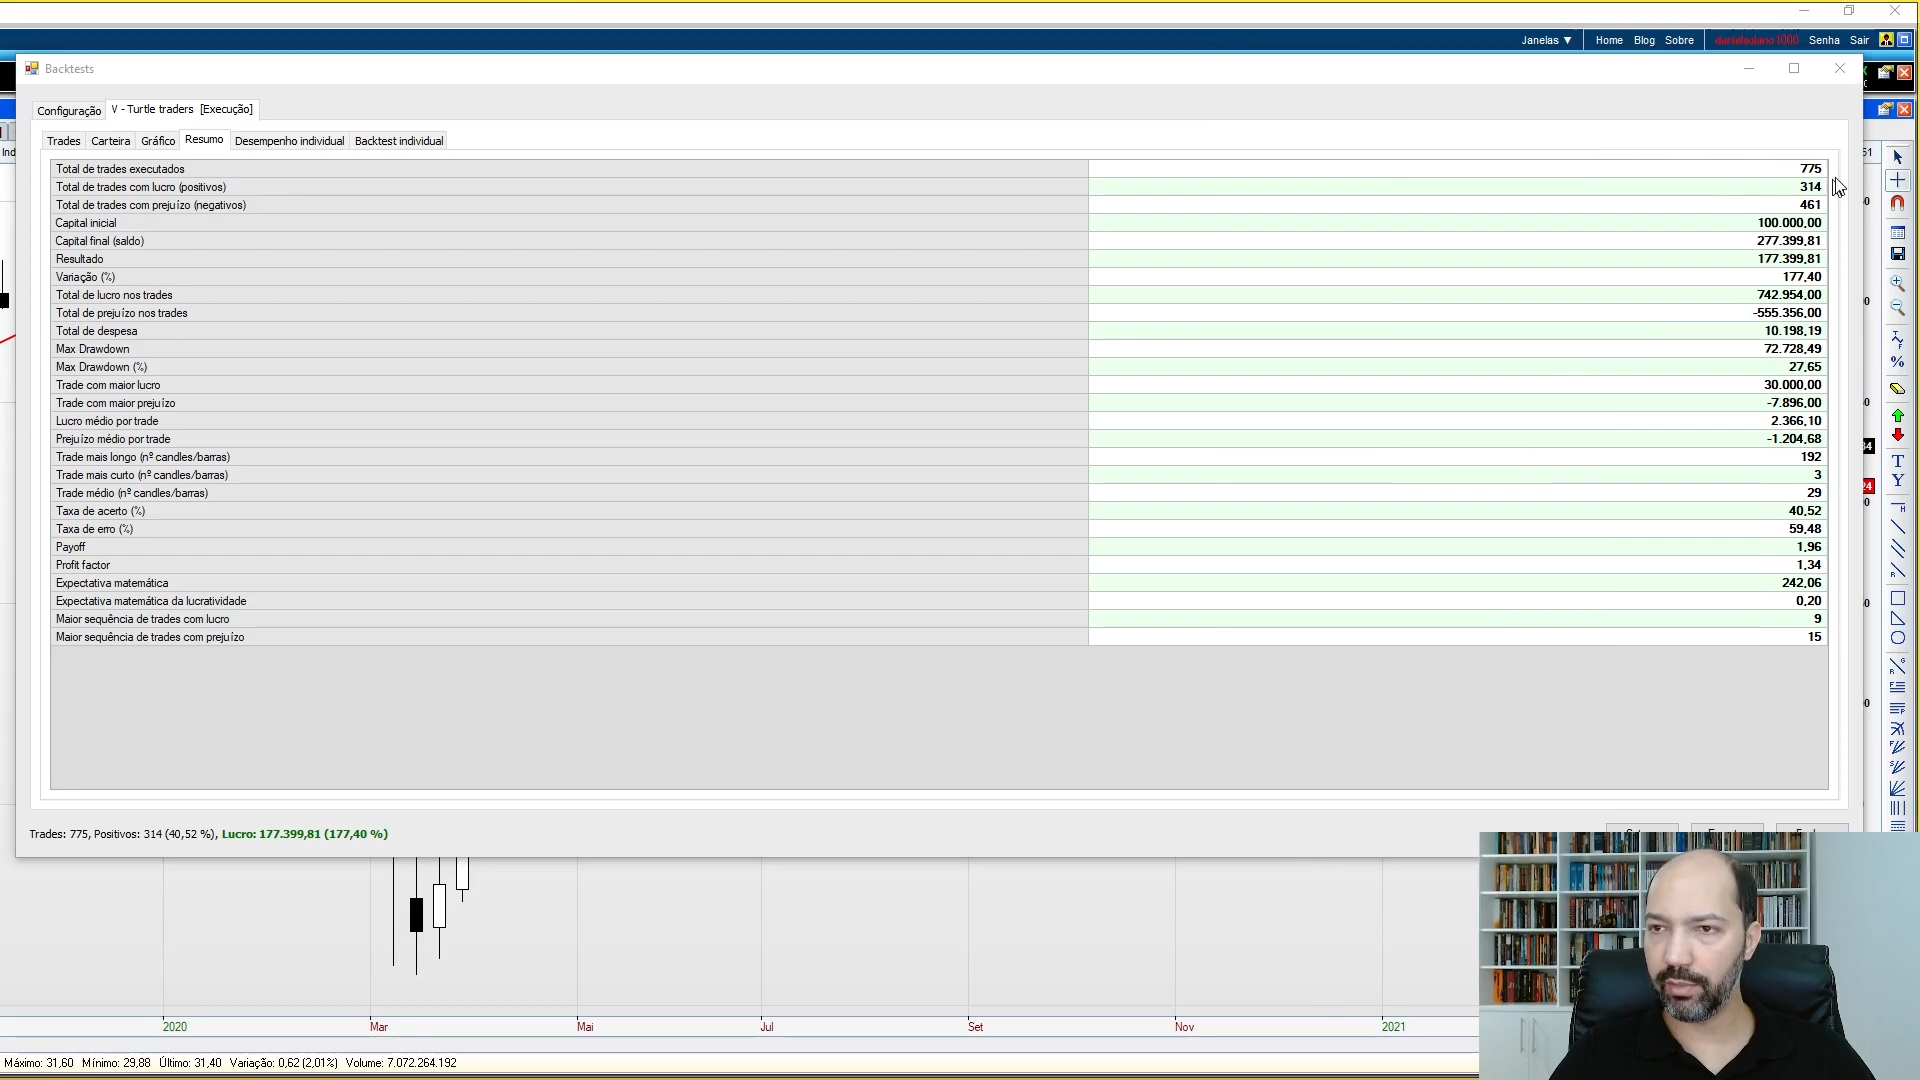 Janelas ▼ Home Blog Sobre danielsolano1000 Senha Sair
Backtests
Configuração V - Turtle traders [Execução]
Trades Carteira Gráfico Resumo Desempenho individual Backtest individual
Ind
51
Total de trades executados 775
Total de trades com lucro (positivos) 314
Total de trades com prejuízo (negativos) 461
Capital inicial 100.000,00
Capital final (saldo) 277.399,81
Resultado 177.399,81
Variação (%) 177,40
Total de lucro nos trades 742.954,00
Total de prejuízo nos trades -555.356,00
Total de despesa 10.198,19
Max Drawdown 72.728,49
Max Drawdown (%) 27,65
Trade com maior lucro 30.000,00
Trade com maior prejuízo -7.896,00
Lucro médio por trade 2.366,10
Prejuízo médio por trade -1.204,68
Trade mais longo (nº candles/barras) 192
Trade mais curto (nº candles/barras) 3
Trade médio (nº candles/barras) 29
Taxa de acerto (%) 40,52
Taxa de erro (%) 59,48
Payoff 1,96
Profit factor 1,34
Expectativa matemática 242,06
Expectativa matemática da lucratividade 0,20
Maior sequência de trades com lucro 9
Maior sequência de trades com prejuízo 15
Trades: 775, Positivos: 314 (40,52 %), Lucro: 177.399,81 (177,40 %)
2020 Mar Mai Jul Set Nov 2021
Máximo: 31,60 Mínimo: 29,88 Último: 31,40 Variação: 0,62 (2,01%) Volume: 7.072.264.192